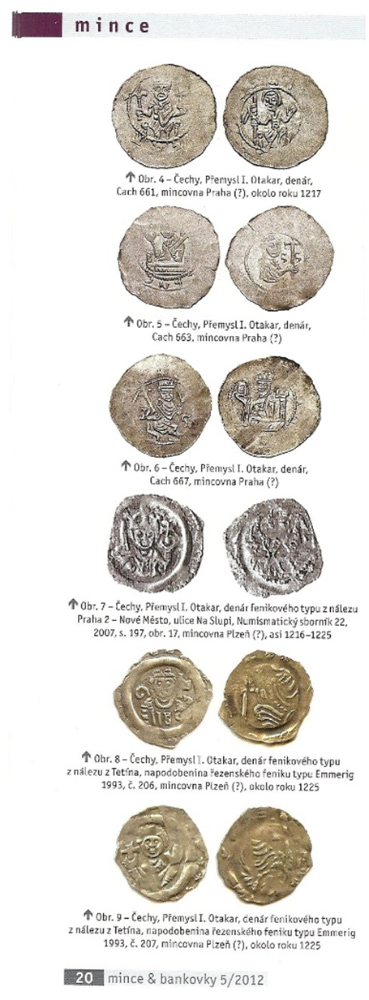 mince
↑ Obr. 4 – Čechy, Přemysl I. Otakar, denár,
Cach 661, mincovna Praha (?), okolo roku 1217
↑ Obr. 5 – Čechy, Přemysl I. Otakar, denár,
Cach 663, mincovna Praha (?)
↑ Obr. 6 – Čechy, Přemysl I. Otakar, denár,
Cach 667, mincovna Praha (?)
↑ Obr. 7 – Čechy, Přemysl I. Otakar, denár fenikového typu z nálezu
Praha 2 – Nové Město, ulice Na Slupi, Numismatický sborník 22,
2007, s. 197, obr. 17, mincovna Plzeň (?), asi 1216–1225
↑ Obr. 8 – Čechy, Přemysl I. Otakar, denár fenikového typu
z nálezu z Tetína, napodobenina řezenského feniku typu Emmerig
1993, č. 206, mincovna Plzeň (?), okolo roku 1225
↑ Obr. 9 – Čechy, Přemysl I. Otakar, denár fenikového typu
z nálezu z Tetína, napodobenina řezenského feniku typu Emmerig
1993, č. 207, mincovna Plzeň (?), okolo roku 1225
20 mince & bankovky 5/2012